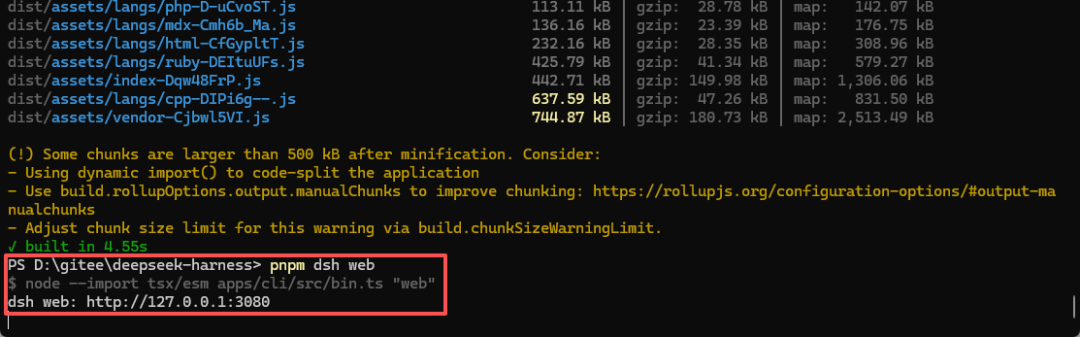 dist/assets/langs/php-D-uCvoST.js 113.11 kB │ gzip: 28.78 kB │ map: 142.07 kB
dist/assets/langs/mdx-Cmh6b_Ma.js 136.16 kB │ gzip: 23.39 kB │ map: 176.75 kB
dist/assets/langs/html-CfGypltT.js 232.16 kB │ gzip: 28.35 kB │ map: 308.96 kB
dist/assets/langs/ruby-DEItuUFs.js 425.79 kB │ gzip: 41.34 kB │ map: 579.27 kB
dist/assets/index-Dqw48FrP.js 442.71 kB │ gzip: 149.98 kB │ map: 1,306.06 kB
dist/assets/langs/cpp-DIPi6g--.js 637.59 kB │ gzip: 47.26 kB │ map: 831.50 kB
dist/assets/vendor-Cjbwl5VI.js 744.87 kB │ gzip: 180.73 kB │ map: 2,513.49 kB
(!) Some chunks are larger than 500 kB after minification. Consider:
- Using dynamic import() to code-split the application
- Use build.rollupOptions.output.manualChunks to improve chunking: https://rollupjs.org/configuration-options/#output-ma
nualchunks
- Adjust chunk size limit for this warning via build.chunkSizeWarningLimit.
✓ built in 4.55s
PS D:\gitee\deepseek-harness> pnpm dsh web
$ node --import tsx/esm apps/cli/src/bin.ts "web"
dsh web: http://127.0.0.1:3080